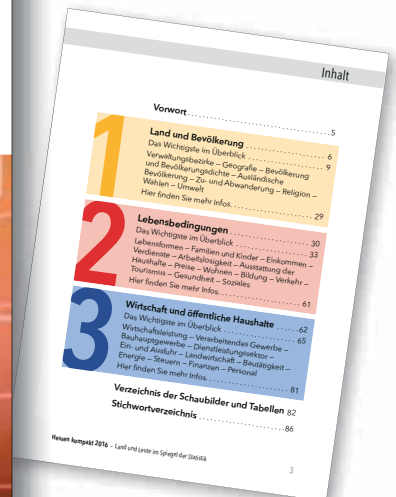 Inhalt
Vorwort 5
1
Land und Bevölkerung 6
Das Wichtigste im Überblick 9
Verwaltungsbezirke – Geografie – Bevölkerung
und Bevölkerungsdichte – Ausländische
Bevölkerung – Zu- und Abwanderung – Religion –
Wahlen – Umwelt
Hier finden Sie mehr Infos 29
2
Lebensbedingungen 30
Das Wichtigste im Überblick 33
Lebensformen – Familien und Kinder – Einkommen –
Verdienste – Arbeitslosigkeit – Ausstattung der
Haushalte – Preise – Wohnen – Bildung – Verkehr –
Tourismus – Gesundheit – Soziales
Hier finden Sie mehr Infos 61
3
Wirtschaft und öffentliche Haushalte 62
Das Wichtigste im Überblick 65
Wirtschaftsleistung – Verarbeitendes Gewerbe –
Bauhauptgewerbe – Dienstleistungssektor –
Ein- und Ausfuhr – Landwirtschaft – Bautätigkeit –
Energie – Steuern – Finanzen – Personal
Hier finden Sie mehr Infos 81
Verzeichnis der Schaubilder und Tabellen 82
Stichwortverzeichnis 86
Hessen kompakt 2016 – Land und Leute im Spiegel der Statistik
3